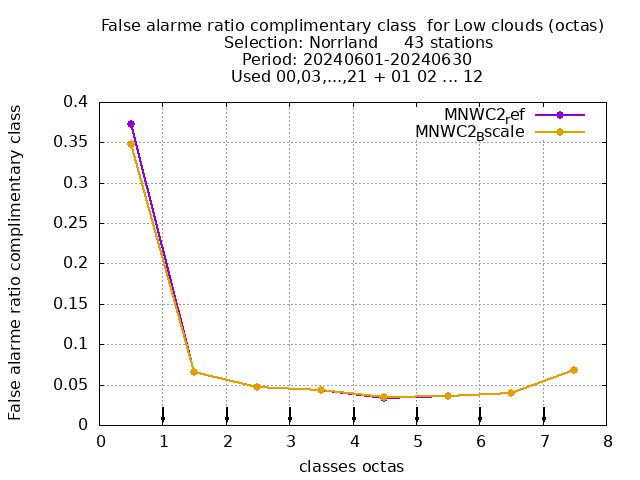 False alarme ratio complimentary class  for Low clouds (octas)
Selection: Norrland     43 stations
Period: 20240601-20240630
Used 00,03,...,21 + 01 02 ... 12
False alarme ratio complimentary class
0.4
0.35
0.3
0.25
0.2
0.15
0.1
0.05
0
MNWC2ref
MNWC2Bscale
0 1 2 3 4 5 6 7 8
classes octas